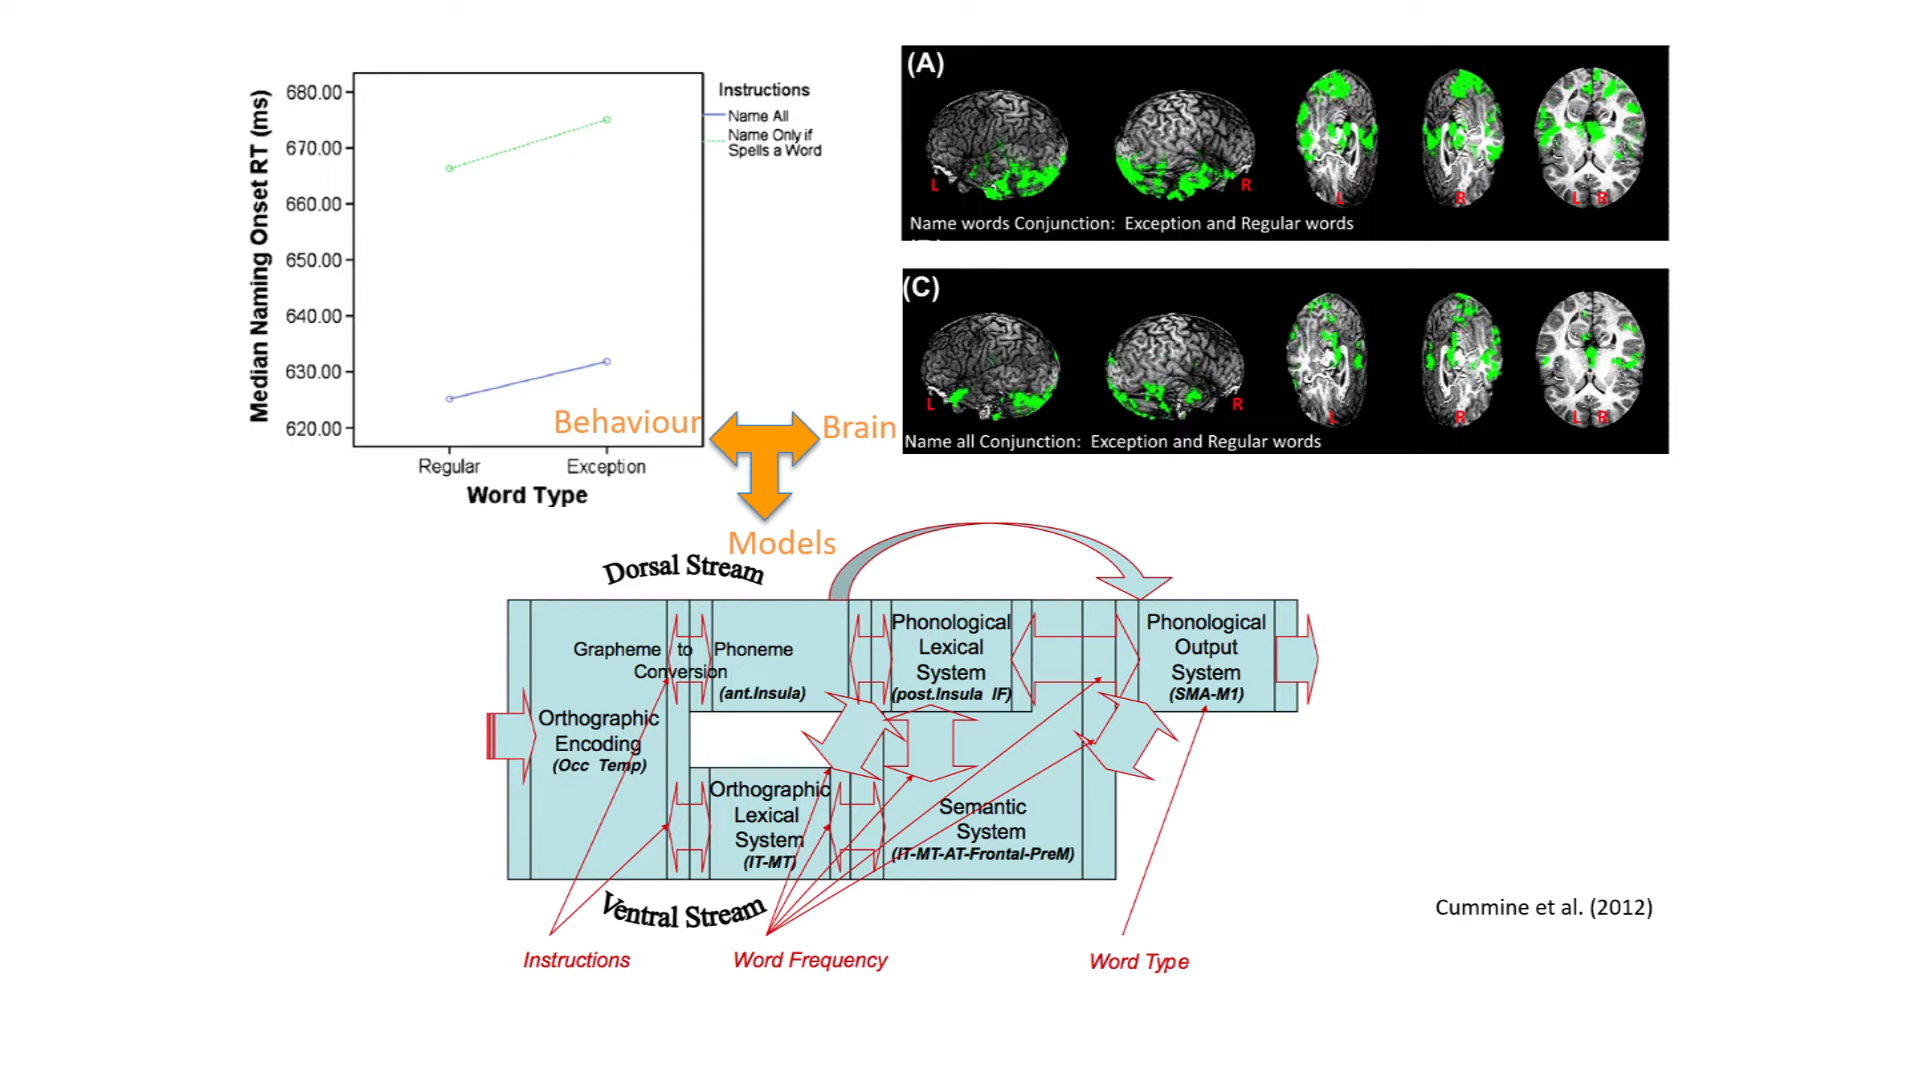 Median Naming Onset RT (ms)
680.00
670.00
660.00
650.00
640.00
630.00
620.00
Regular
Exception
Word Type
Instructions
Name All
Name Only if
Spells a Word
Behaviour
Brain
Models
(A)
L
R
L
R
L R
Name words Conjunction: Exception and Regular words
(C)
L
R
L
R
L R
Name all Conjunction: Exception and Regular words
Dorsal Stream
Grapheme to Phoneme
Conversion
(ant.Insula)
Phonological
Lexical
System
(post.Insula IF)
Phonological
Output
System
(SMA-M1)
Orthographic
Encoding
(Occ Temp)
Orthographic
Lexical
System
(IT-MT)
Semantic
System
(IT-MT-AT-Frontal-PreM)
Ventral Stream
Instructions
Word Frequency
Word Type
Cummine et al. (2012)